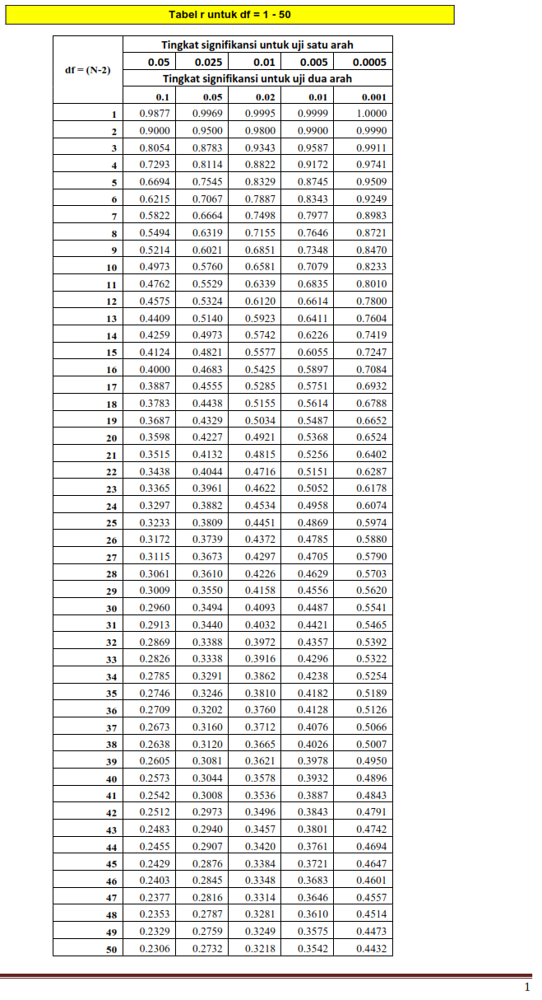 Tabel r untuk df = 1 - 50
df = (N-2) Tingkat signifikansi untuk uji satu arah
0.05 0.025 0.01 0.005 0.0005
Tingkat signifikansi untuk uji dua arah
0.1 0.05 0.02 0.01 0.001
1 0.9877 0.9969 0.9995 0.9999 1.0000
2 0.9000 0.9500 0.9800 0.9900 0.9990
3 0.8054 0.8783 0.9343 0.9587 0.9911
4 0.7293 0.8114 0.8822 0.9172 0.9741
5 0.6694 0.7545 0.8329 0.8745 0.9509
6 0.6215 0.7067 0.7887 0.8343 0.9249
7 0.5822 0.6664 0.7498 0.7977 0.8983
8 0.5494 0.6319 0.7155 0.7646 0.8721
9 0.5214 0.6021 0.6851 0.7348 0.8470
10 0.4973 0.5760 0.6581 0.7079 0.8233
11 0.4762 0.5529 0.6339 0.6835 0.8010
12 0.4575 0.5324 0.6120 0.6614 0.7800
13 0.4409 0.5140 0.5923 0.6411 0.7604
14 0.4259 0.4973 0.5742 0.6226 0.7419
15 0.4124 0.4821 0.5577 0.6055 0.7247
16 0.4000 0.4683 0.5425 0.5897 0.7084
17 0.3887 0.4555 0.5285 0.5751 0.6932
18 0.3783 0.4438 0.5155 0.5614 0.6788
19 0.3687 0.4329 0.5034 0.5487 0.6652
20 0.3598 0.4227 0.4921 0.5368 0.6524
21 0.3515 0.4132 0.4815 0.5256 0.6402
22 0.3438 0.4044 0.4716 0.5151 0.6287
23 0.3365 0.3961 0.4622 0.5052 0.6178
24 0.3297 0.3882 0.4534 0.4958 0.6074
25 0.3233 0.3809 0.4451 0.4869 0.5974
26 0.3172 0.3739 0.4372 0.4785 0.5880
27 0.3115 0.3673 0.4297 0.4705 0.5790
28 0.3061 0.3610 0.4226 0.4629 0.5703
29 0.3009 0.3550 0.4158 0.4556 0.5620
30 0.2960 0.3494 0.4093 0.4487 0.5541
31 0.2913 0.3440 0.4032 0.4421 0.5465
32 0.2869 0.3388 0.3972 0.4357 0.5392
33 0.2826 0.3338 0.3916 0.4296 0.5322
34 0.2785 0.3291 0.3862 0.4238 0.5254
35 0.2746 0.3246 0.3810 0.4182 0.5189
36 0.2709 0.3202 0.3760 0.4128 0.5126
37 0.2673 0.3160 0.3712 0.4076 0.5066
38 0.2638 0.3120 0.3665 0.4026 0.5007
39 0.2605 0.3081 0.3621 0.3978 0.4950
40 0.2573 0.3044 0.3578 0.3932 0.4896
41 0.2542 0.3008 0.3536 0.3887 0.4843
42 0.2512 0.2973 0.3496 0.3843 0.4791
43 0.2483 0.2940 0.3457 0.3801 0.4742
44 0.2455 0.2907 0.3420 0.3761 0.4694
45 0.2429 0.2876 0.3384 0.3721 0.4647
46 0.2403 0.2845 0.3348 0.3683 0.4601
47 0.2377 0.2816 0.3314 0.3646 0.4557
48 0.2353 0.2787 0.3281 0.3610 0.4514
49 0.2329 0.2759 0.3249 0.3575 0.4473
50 0.2306 0.2732 0.3218 0.3542 0.4432
1